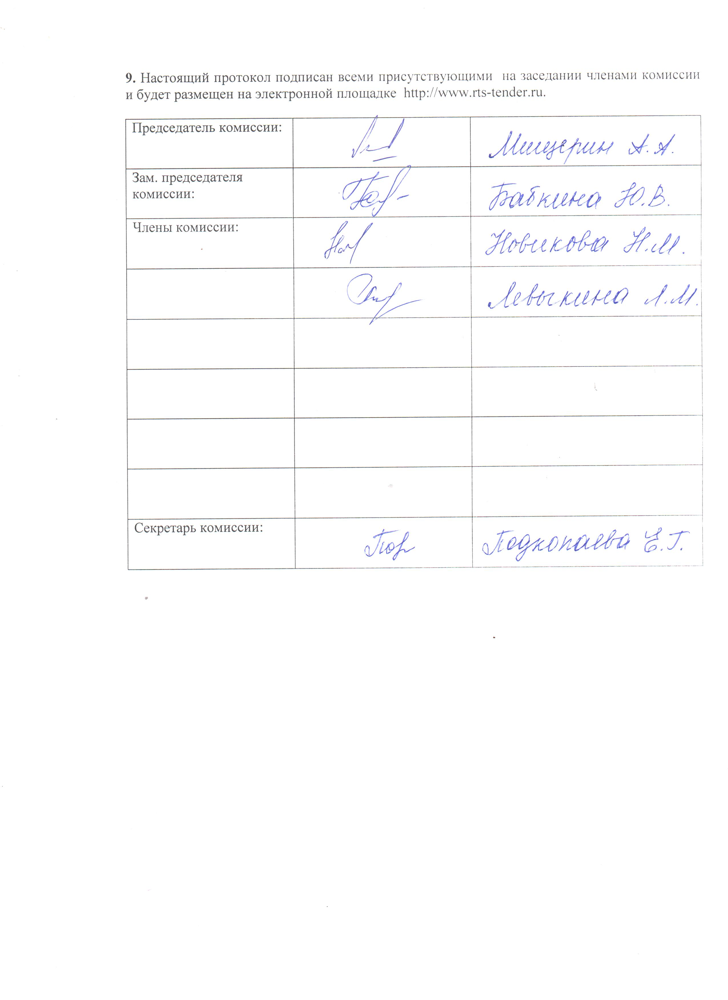 9. Настоящий протокол подписан всеми присутствующими на заседании членами комиссии
и будет размещен на электронной площадке http://www.rts-tender.ru.
Председатель комиссии:
Мищерин А.А.
Зам. председателя
комиссии:
Бабкина Ю.В.
Члены комиссии:
Новикова Н.М.
Левыкина Л.М.
Секретарь комиссии:
Подкопаева Е.Г.